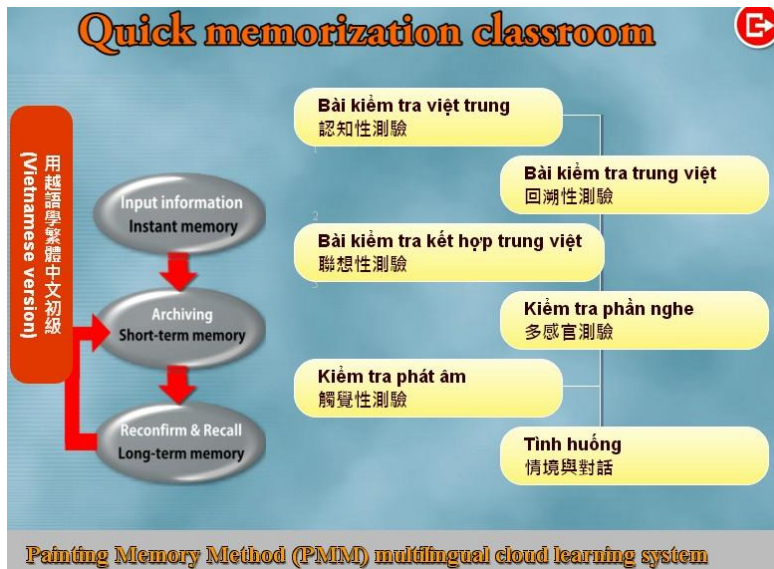 Quick memorization classroom
用越語學繁體中文初級
(Vietnamese version)
Input information
Instant memory
Archiving
Short-term memory
Reconfirm & Recall
Long-term memory
Bài kiểm tra việt trung
認知性測驗
1
Bài kiểm tra trung việt
回溯性測驗
2
Bài kiểm tra kết hợp trung việt
聯想性測驗
3
Kiểm tra phần nghe
多感官測驗
Kiểm tra phát âm
觸覺性測驗
Tình huống
情境與對話
Painting Memory Method (PMM) multilingual cloud learning system